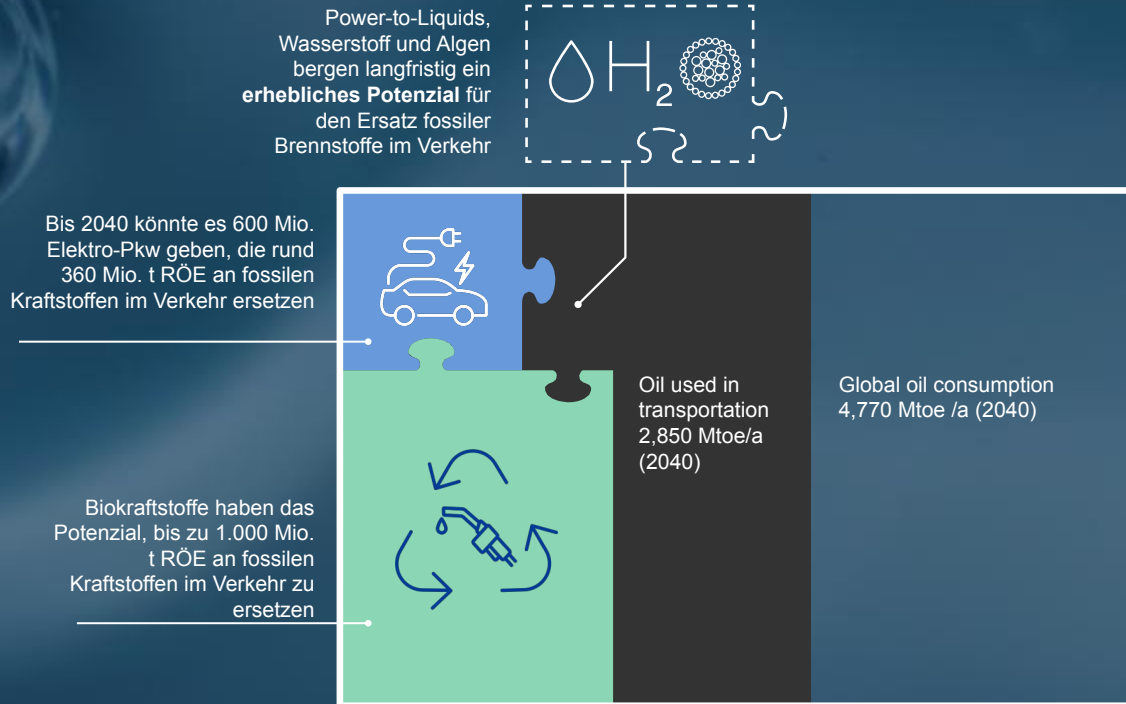 Power-to-Liquids,
Wasserstoff und Algen
bergen langfristig ein
erhebliches Potenzial für
den Ersatz fossiler
Brennstoffe im Verkehr
H2
Bis 2040 könnte es 600 Mio.
Elektro-Pkw geben, die rund
360 Mio. t RÖE an fossilen
Kraftstoffen im Verkehr ersetzen
Oil used in
transportation
2,850 Mtoe/a
(2040)
Global oil consumption
4,770 Mtoe /a (2040)
Biokraftstoffe haben das
Potenzial, bis zu 1.000 Mio.
t RÖE an fossilen
Kraftstoffen im Verkehr zu
ersetzen